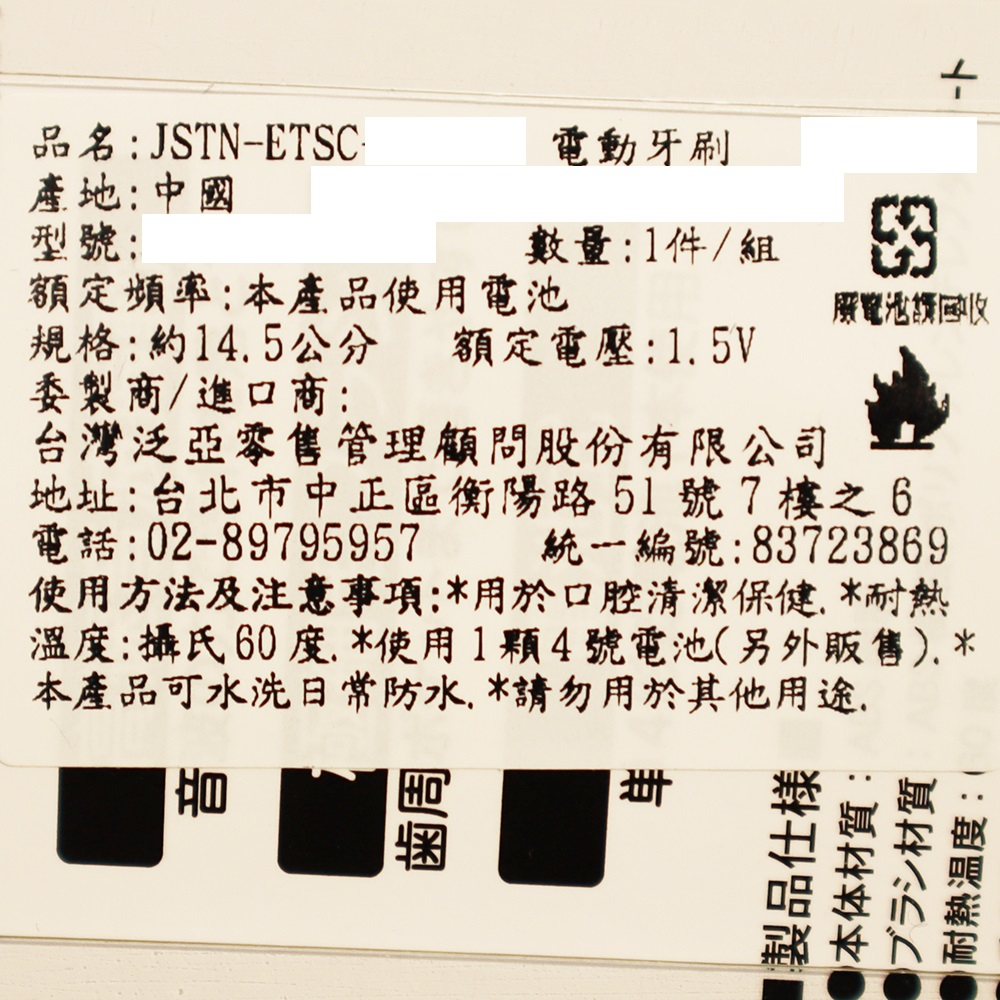 品名:JSTN-ETSC- 電動牙刷
產地:中國
型號: 數量:1件/組
額定頻率:本產品使用電池
廢電池請回收
規格:約14.5公分 額定電壓:1.5V
委製商/進口商:
台灣泛亞零售管理顧問股份有限公司
地址:台北市中正區衡陽路 51 號 7 樓之 6
電話:02-89795957 統一編號:83723869
使用方法及注意事項:*用於口腔清潔保健.*耐熱
溫度:攝氏60度.*使用1顆4號電池(另外販售).*
本產品可水洗日常防水.*請勿用於其他用途.
音
歯周
単
製品仕様
本体材質:
ブラシ材質
耐熱温度: